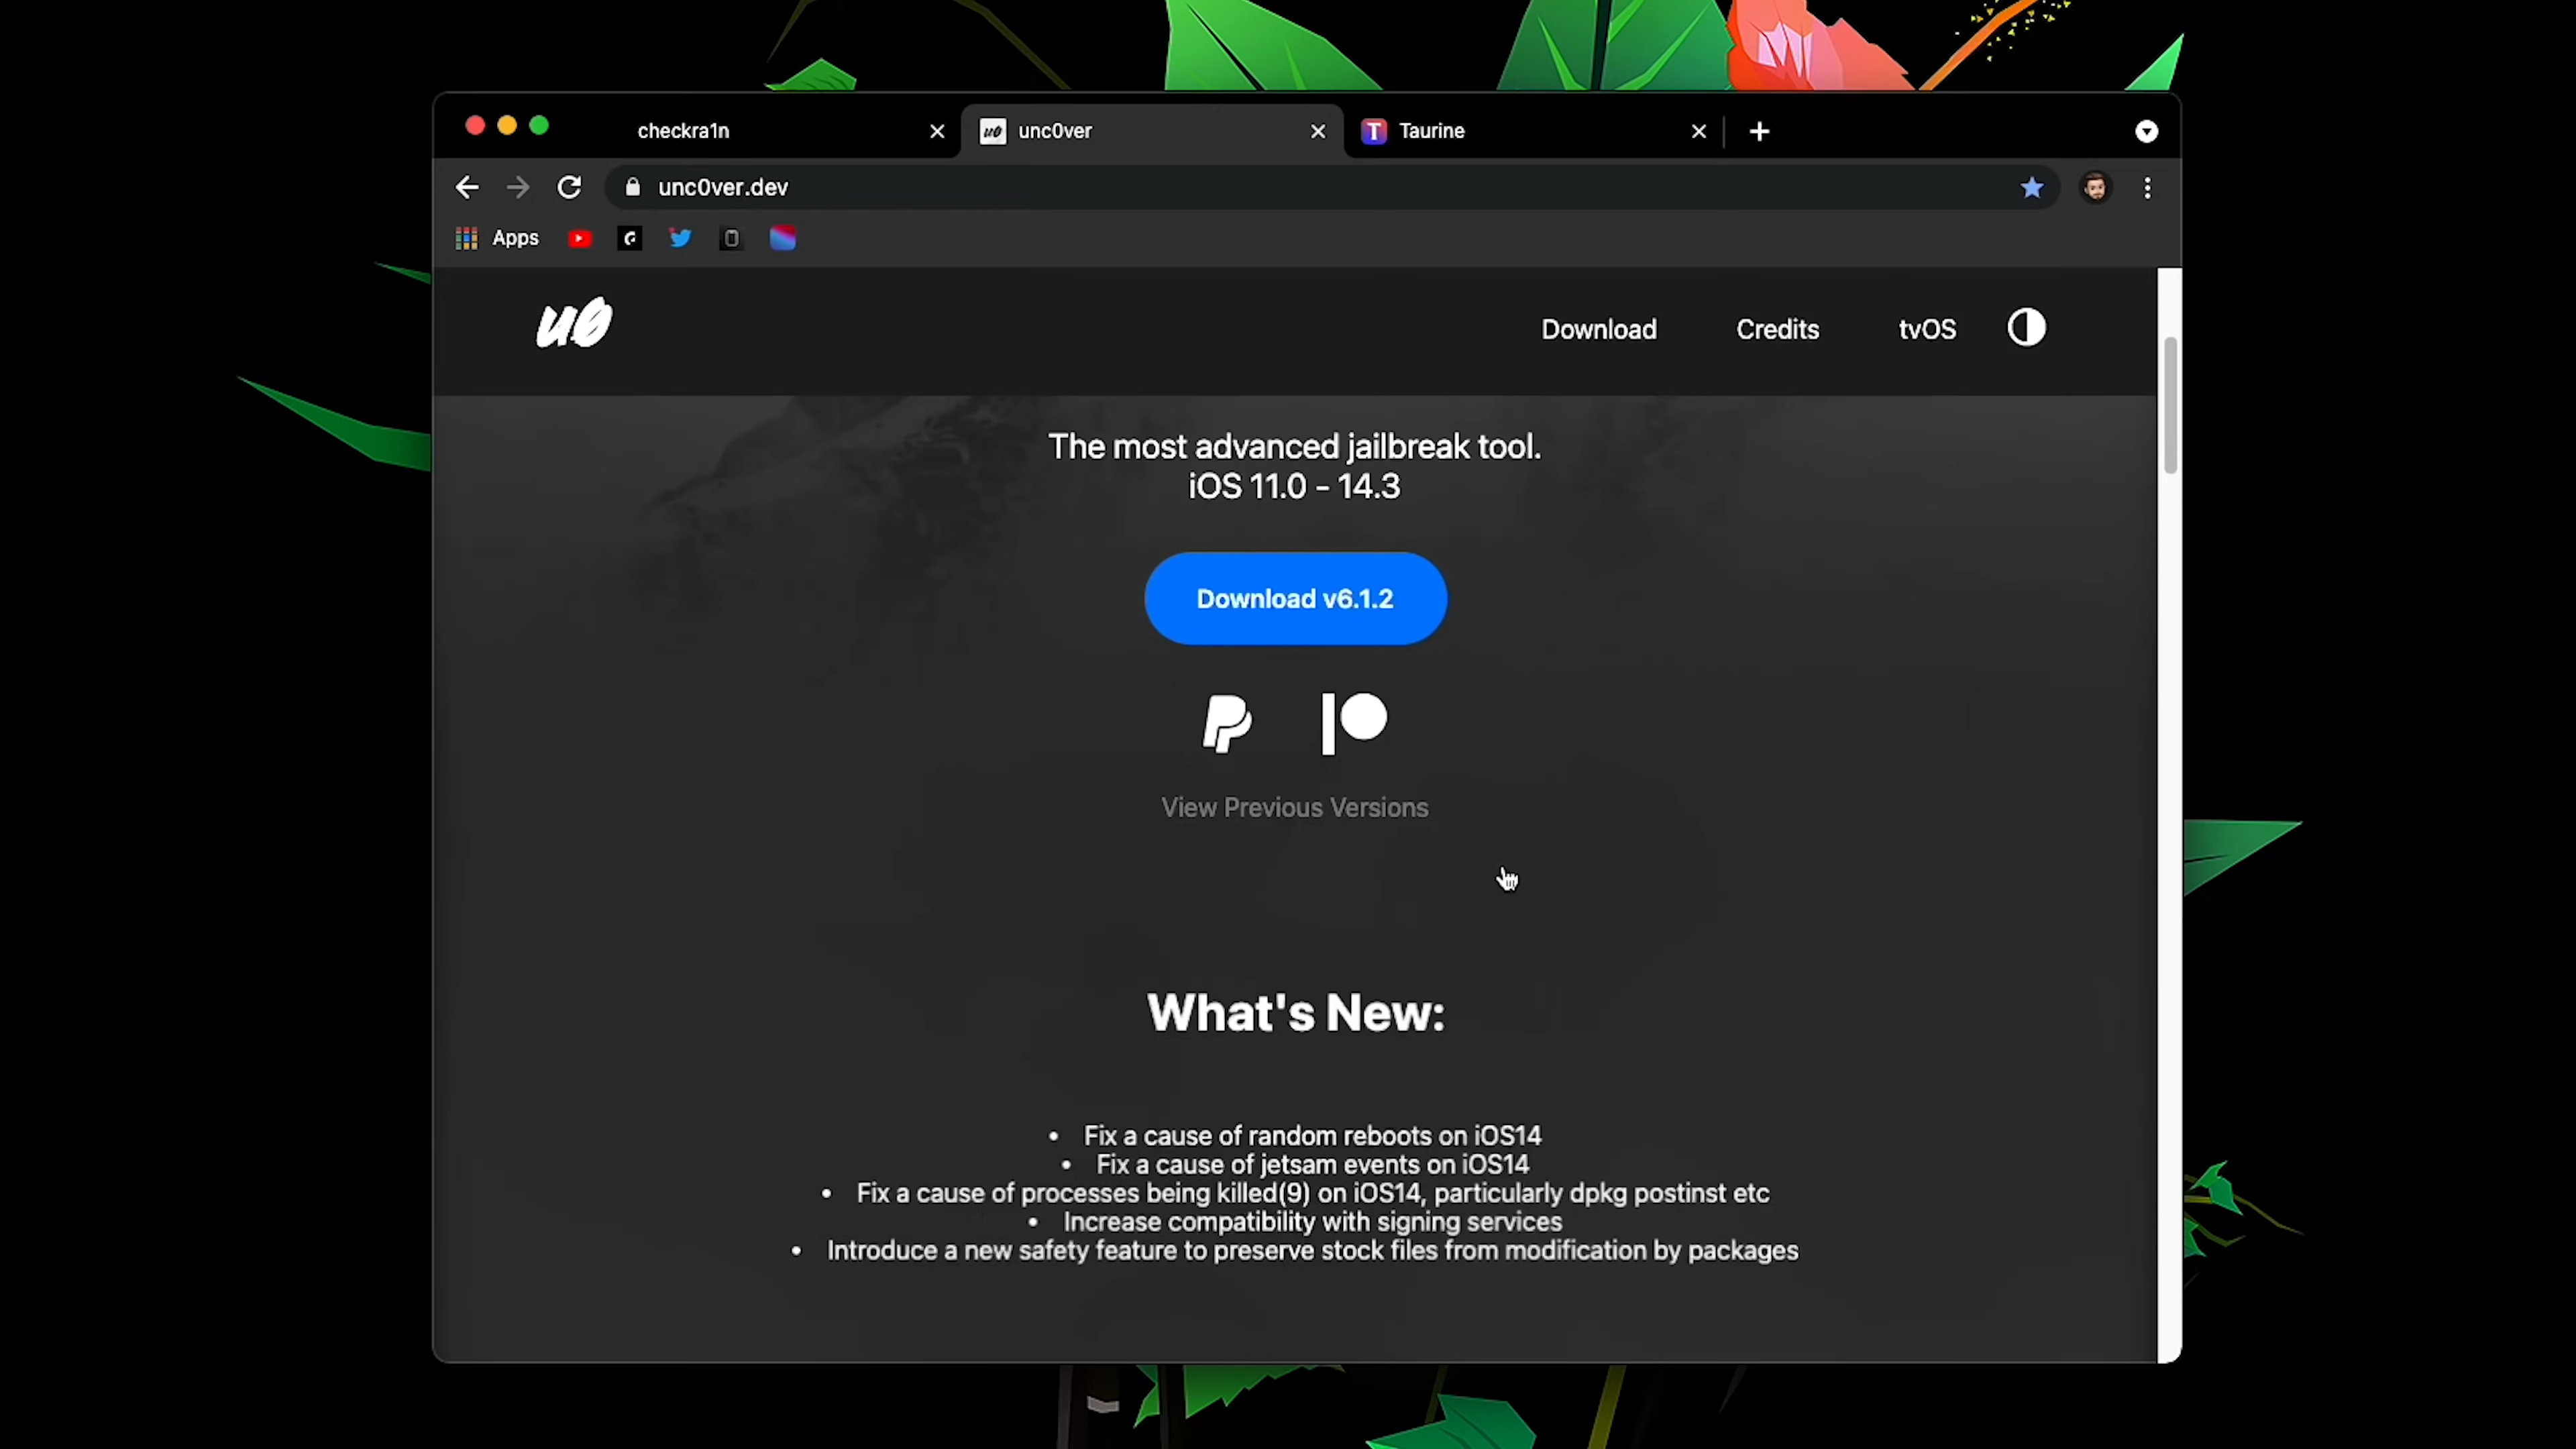 checkra1n
unc0ver
Taurine
unc0ver.dev
Apps
u0
Download
Credits
tvOS
The most advanced jailbreak tool.
iOS 11.0 - 14.3
Download v6.1.2
View Previous Versions
What's New:
• Fix a cause of random reboots on iOS14
• Fix a cause of jetsam events on iOS14
• Fix a cause of processes being killed(9) on iOS14, particularly dpkg postinst etc
• Increase compatibility with signing services
• Introduce a new safety feature to preserve stock files from modification by packages